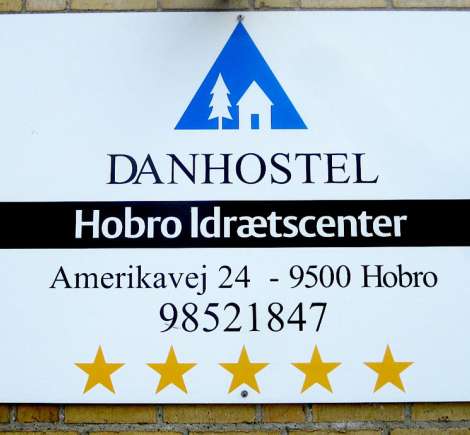 DANHOSTEL
Hobro Idrætscenter
Amerikavej 24 - 9500 Hobro
98521847